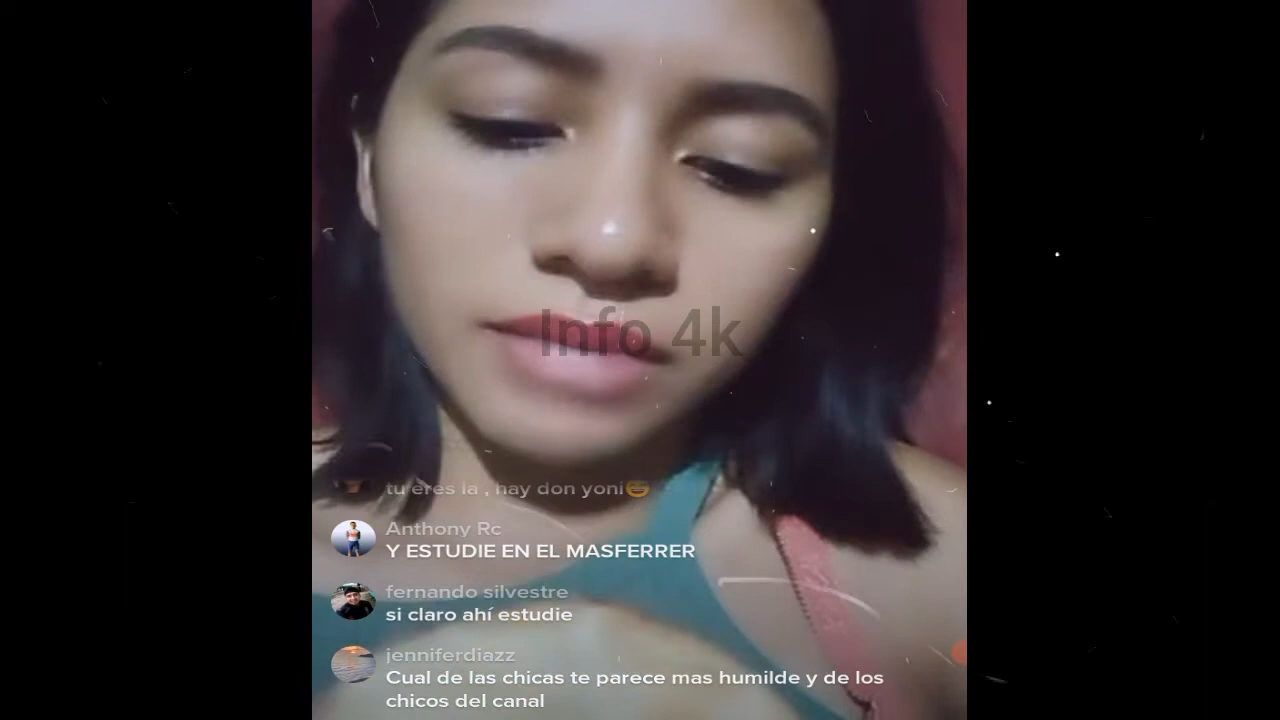 Info 4k
tu eres la , hay don yoni😄
Anthony Rc
Y ESTUDIE EN EL MASFERRER
fernando silvestre
si claro ahí estudie
jenniferdiazz
Cual de las chicas te parece mas humilde y de los
chicos del canal